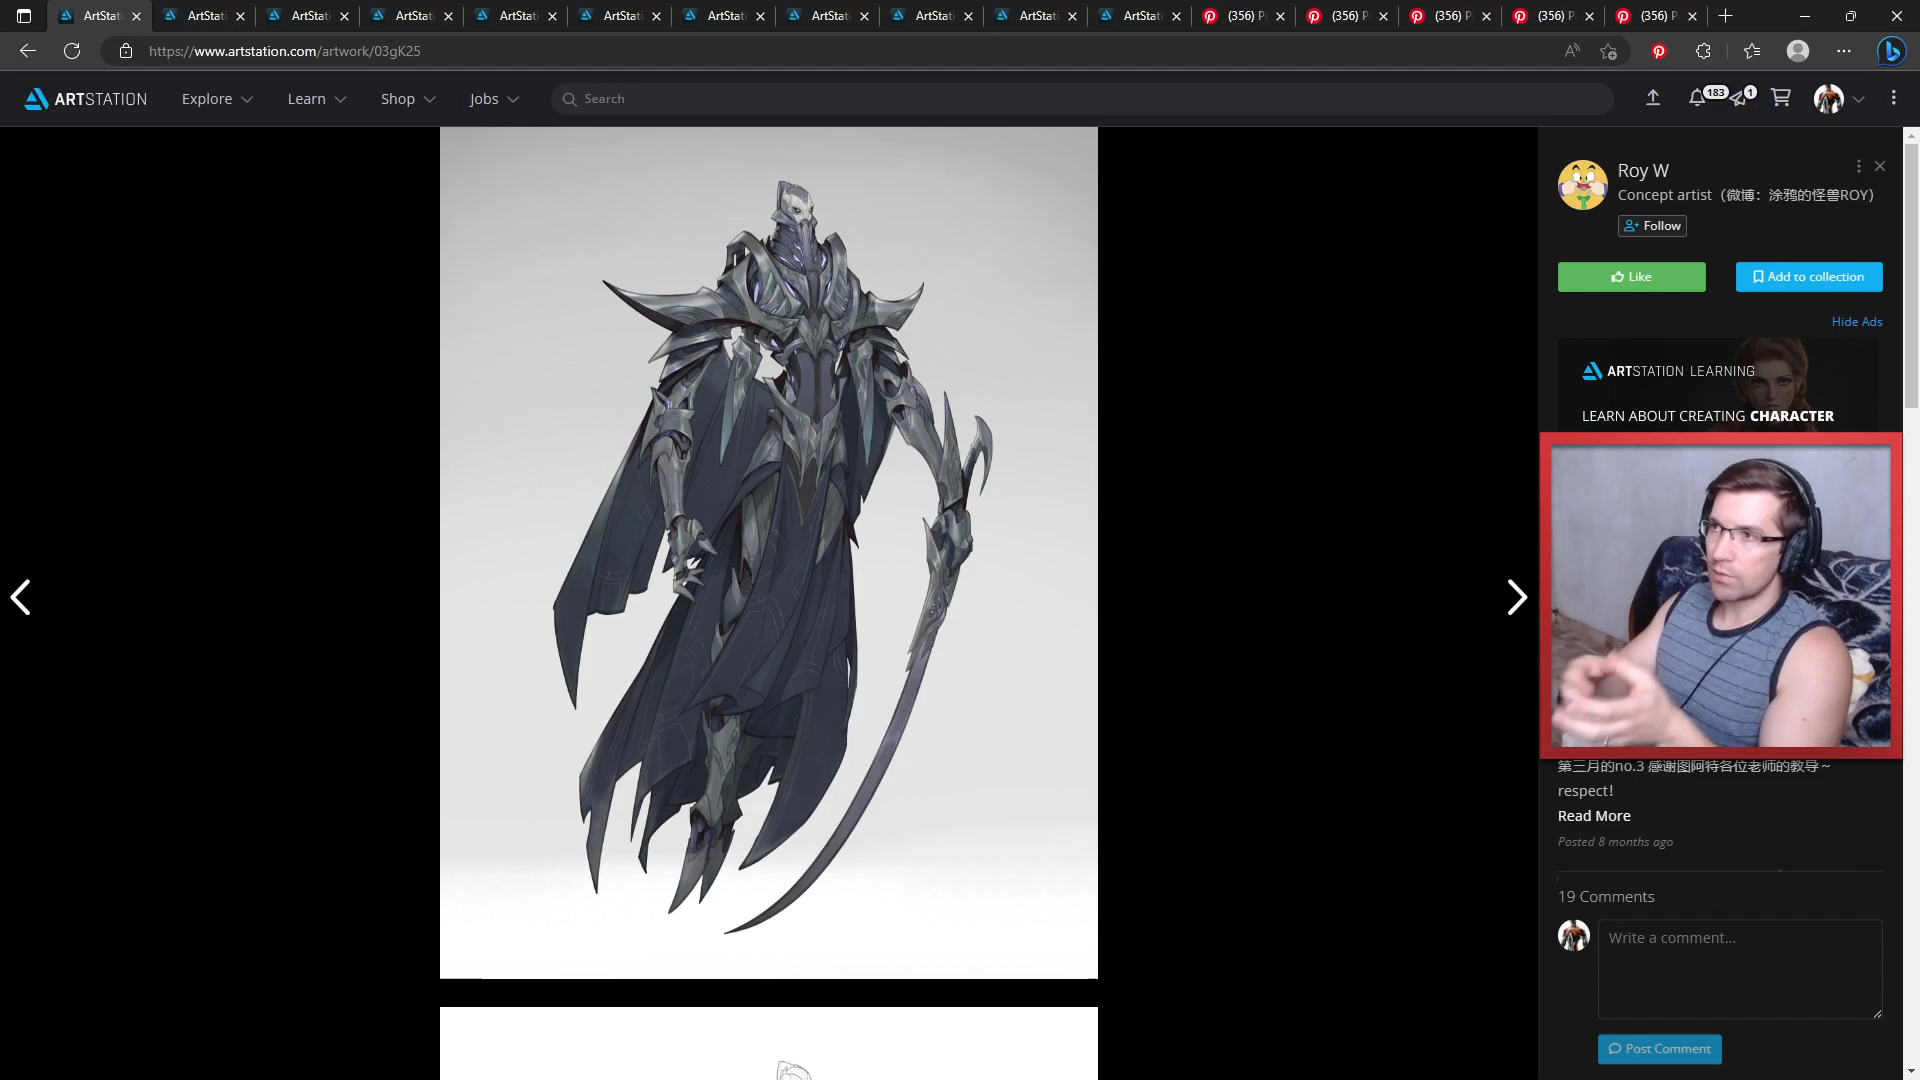 ArtStati
ArtStati
ArtStati
ArtStati
ArtStati
ArtStati
ArtStati
ArtStati
ArtStati
ArtStati
ArtStati
(356) P
(356) P
(356) P
(356) P
(356) P
https://www.artstation.com/artwork/03gK25
ARTSTATION
Explore
Learn
Shop
Jobs
Search
183
1
Roy W
Concept artist（微博：涂鸦的怪兽ROY）
Follow
Like
Add to collection
Hide Ads
ARTSTATION LEARNING
LEARN ABOUT CREATING CHARACTER
第三月的no.3 感谢图阿特各位老师的教导～
respect!
Read More
Posted 8 months ago
19 Comments
Write a comment...
Post Comment